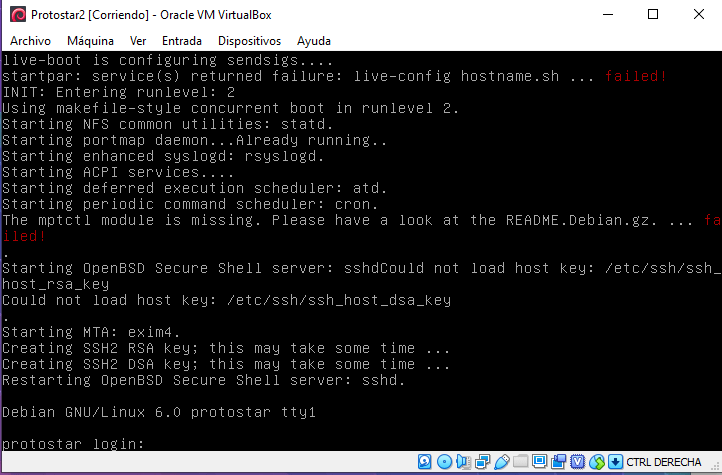 Protostar2 [Corriendo] - Oracle VM VirtualBox
Archivo Máquina Ver Entrada Dispositivos Ayuda
live-boot is configuring sendsigs....
startpar: service(s) returned failure: live-config hostname.sh ... failed!
INIT: Entering runlevel: 2
Using makefile-style concurrent boot in runlevel 2.
Starting NFS common utilities: statd.
Starting portmap daemon...Already running..
Starting enhanced syslogd: rsyslogd.
Starting ACPI services....
Starting deferred execution scheduler: atd.
Starting periodic command scheduler: cron.
The mptctl module is missing. Please have a look at the README.Debian.gz. ... fa
iled!
.
Starting OpenBSD Secure Shell server: sshdCould not load host key: /etc/ssh/ssh_
host_rsa_key
Could not load host key: /etc/ssh/ssh_host_dsa_key
.
Starting MTA: exim4.
Creating SSH2 RSA key; this may take some time ...
Creating SSH2 DSA key; this may take some time ...
Restarting OpenBSD Secure Shell server: sshd.
Debian GNU/Linux 6.0 protostar tty1
protostar login:
CTRL DERECHA